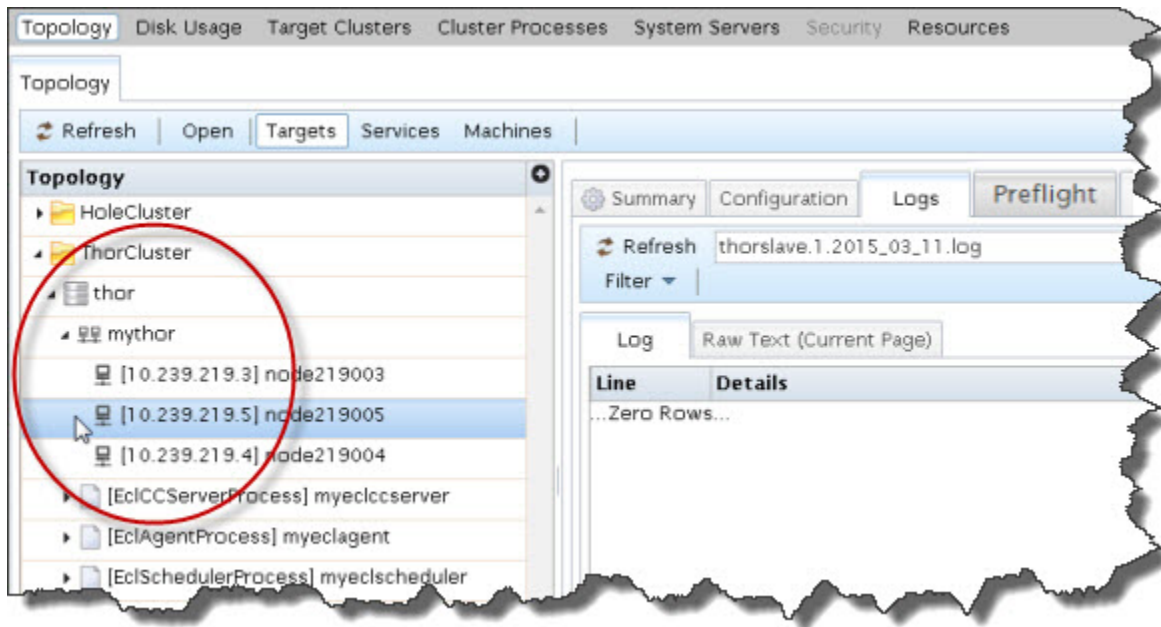 Topology Disk Usage Target Clusters Cluster Processes System Servers Security Resources
Topology
Refresh Open Targets Services Machines
Topology
HoleCluster
ThorCluster
thor
mythor
[10.239.219.3] node219003
[10.239.219.5] node219005
[10.239.219.4] node219004
[EclCCServerProcess] myeclccserver
[EclAgentProcess] myeclagent
[EclSchedulerProcess] myeclscheduler
Summary Configuration Logs Preflight
Refresh thorslave.1.2015_03_11.log
Filter
Log Raw Text (Current Page)
Line Details
...Zero Rows...